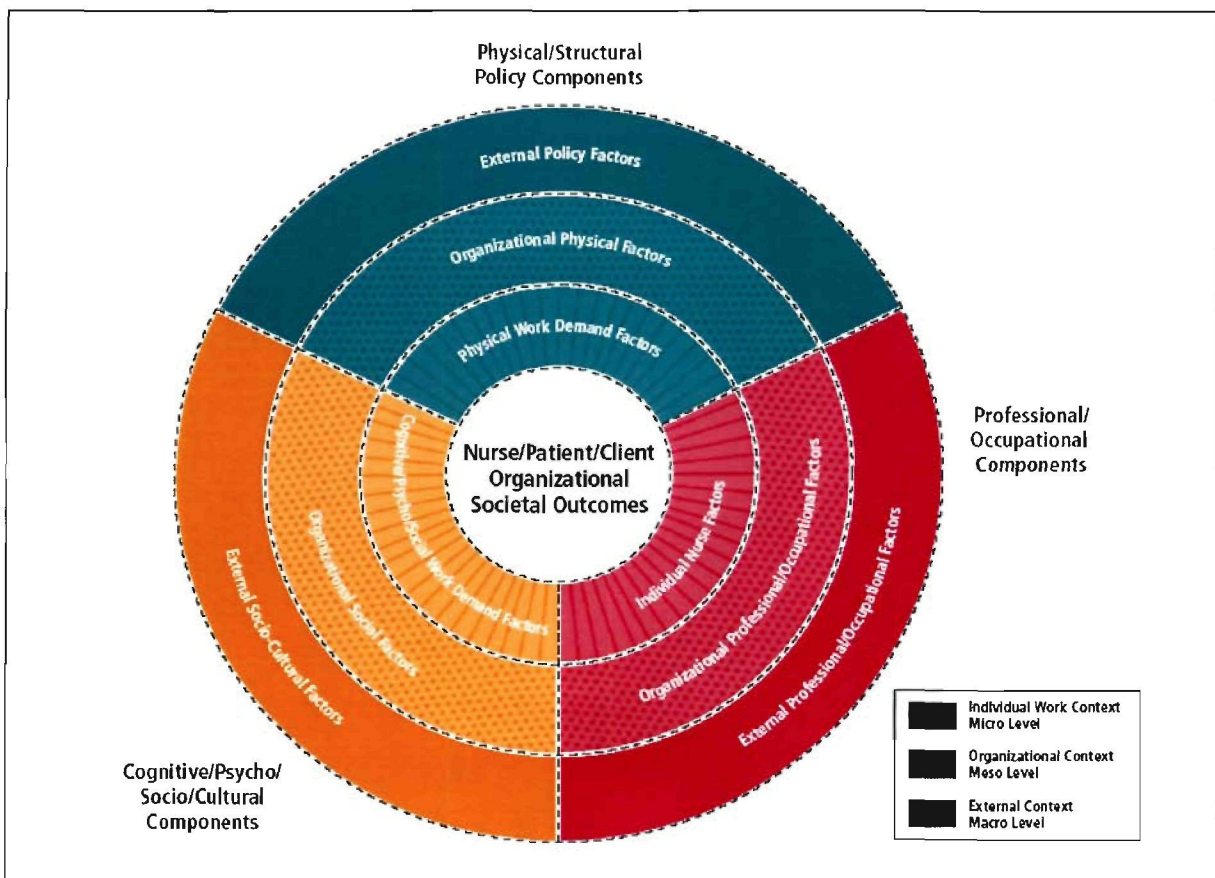 Physical/Structural
Policy Components
External Policy Factors
Organizational Physical Factors
Physical Work Demand Factors
Nurse/Patient/Client
Organizational
Societal Outcomes
Cognitive/Psycho/Social Work Demand Factors
Organizational Social Factors
External Socio-Cultural Factors
Individual Nurse Factors
Organizational Professional/Occupational Factors
External Professional/Occupational Factors
Professional/
Occupational
Components
Cognitive/Psycho/
Socio/Cultural
Components
Individual Work Context
Micro Level
Organizational Context
Meso Level
External Context
Macro Level